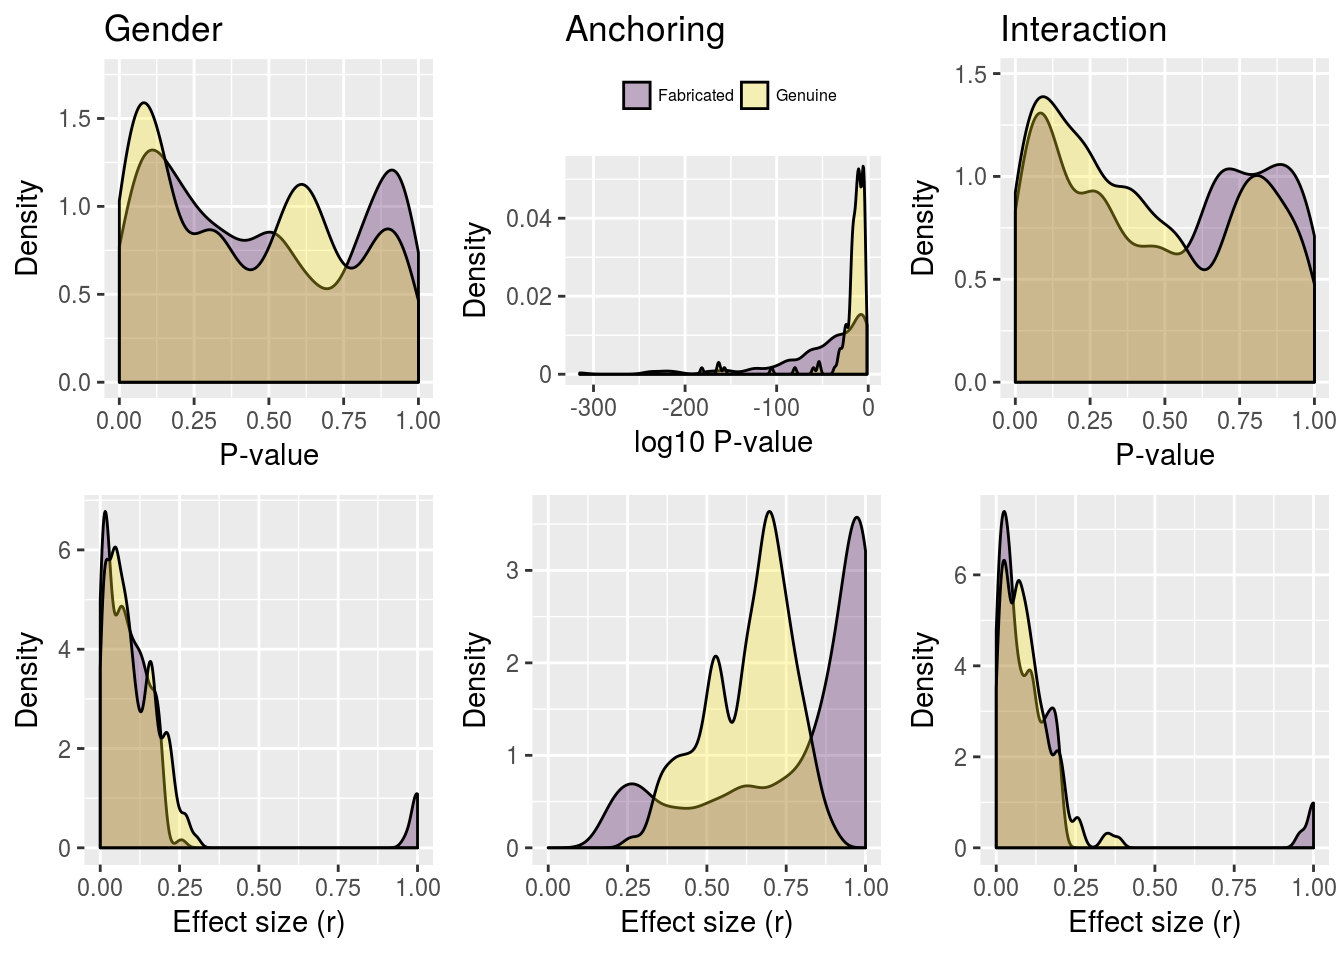 Gender
Anchoring
Interaction
Fabricated
Genuine
Density
1.5
1.0
0.5
0.0
0.00 0.25 0.50 0.75 1.00
P-value
Density
0.04
0.02
0
-300 -200 -100 0
log10 P-value
Density
1.5
1.0
0.5
0.0
0.00 0.25 0.50 0.75 1.00
P-value
Density
6
4
2
0
0.00 0.25 0.50 0.75 1.00
Effect size (r)
Density
3
2
1
0
0.00 0.25 0.50 0.75 1.00
Effect size (r)
Density
6
4
2
0
0.00 0.25 0.50 0.75 1.00
Effect size (r)